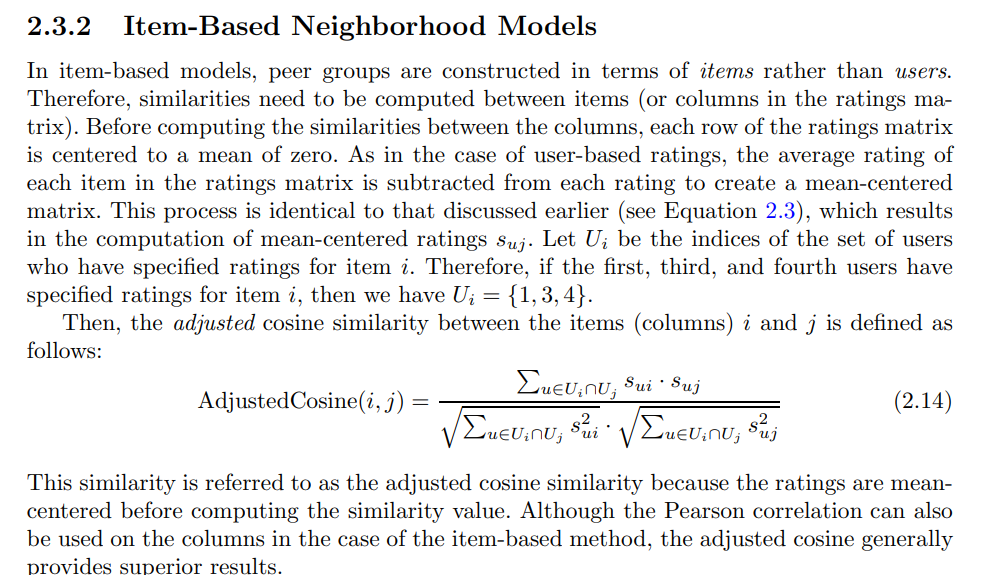 2.3.2 Item-Based Neighborhood Models
In item-based models, peer groups are constructed in terms of items rather than users.
Therefore, similarities need to be computed between items (or columns in the ratings ma-
trix). Before computing the similarities between the columns, each row of the ratings matrix
is centered to a mean of zero. As in the case of user-based ratings, the average rating of
each item in the ratings matrix is subtracted from each rating to create a mean-centered
matrix. This process is identical to that discussed earlier (see Equation 2.3), which results
in the computation of mean-centered ratings s_{uj}. Let U_i be the indices of the set of users
who have specified ratings for item i. Therefore, if the first, third, and fourth users have
specified ratings for item i, then we have U_i = {1, 3, 4}.
Then, the adjusted cosine similarity between the items (columns) i and j is defined as
follows:
AdjustedCosine(i, j) = \frac{\sum_{u \in U_i \cap U_j} s_{ui} \cdot s_{uj}}{\sqrt{\sum_{u \in U_i \cap U_j} s_{ui}^2} \cdot \sqrt{\sum_{u \in U_i \cap U_j} s_{uj}^2}} (2.14)
This similarity is referred to as the adjusted cosine similarity because the ratings are mean-
centered before computing the similarity value. Although the Pearson correlation can also
be used on the columns in the case of the item-based method, the adjusted cosine generally
provides superior results.